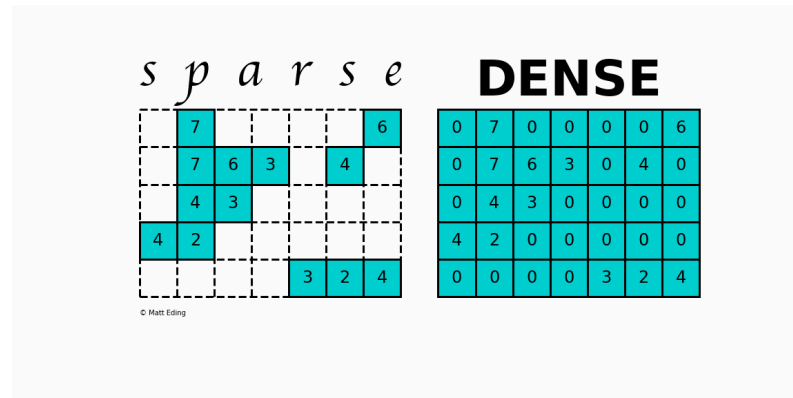 sparse DENSE
7 6 0 7 0 0 0 0 6
7 6 3 4 0 7 6 3 0 4 0
4 3 0 4 3 0 0 0 0
4 2 4 2 0 0 0 0 0
3 2 4 0 0 0 0 3 2 4
© Matt Eding